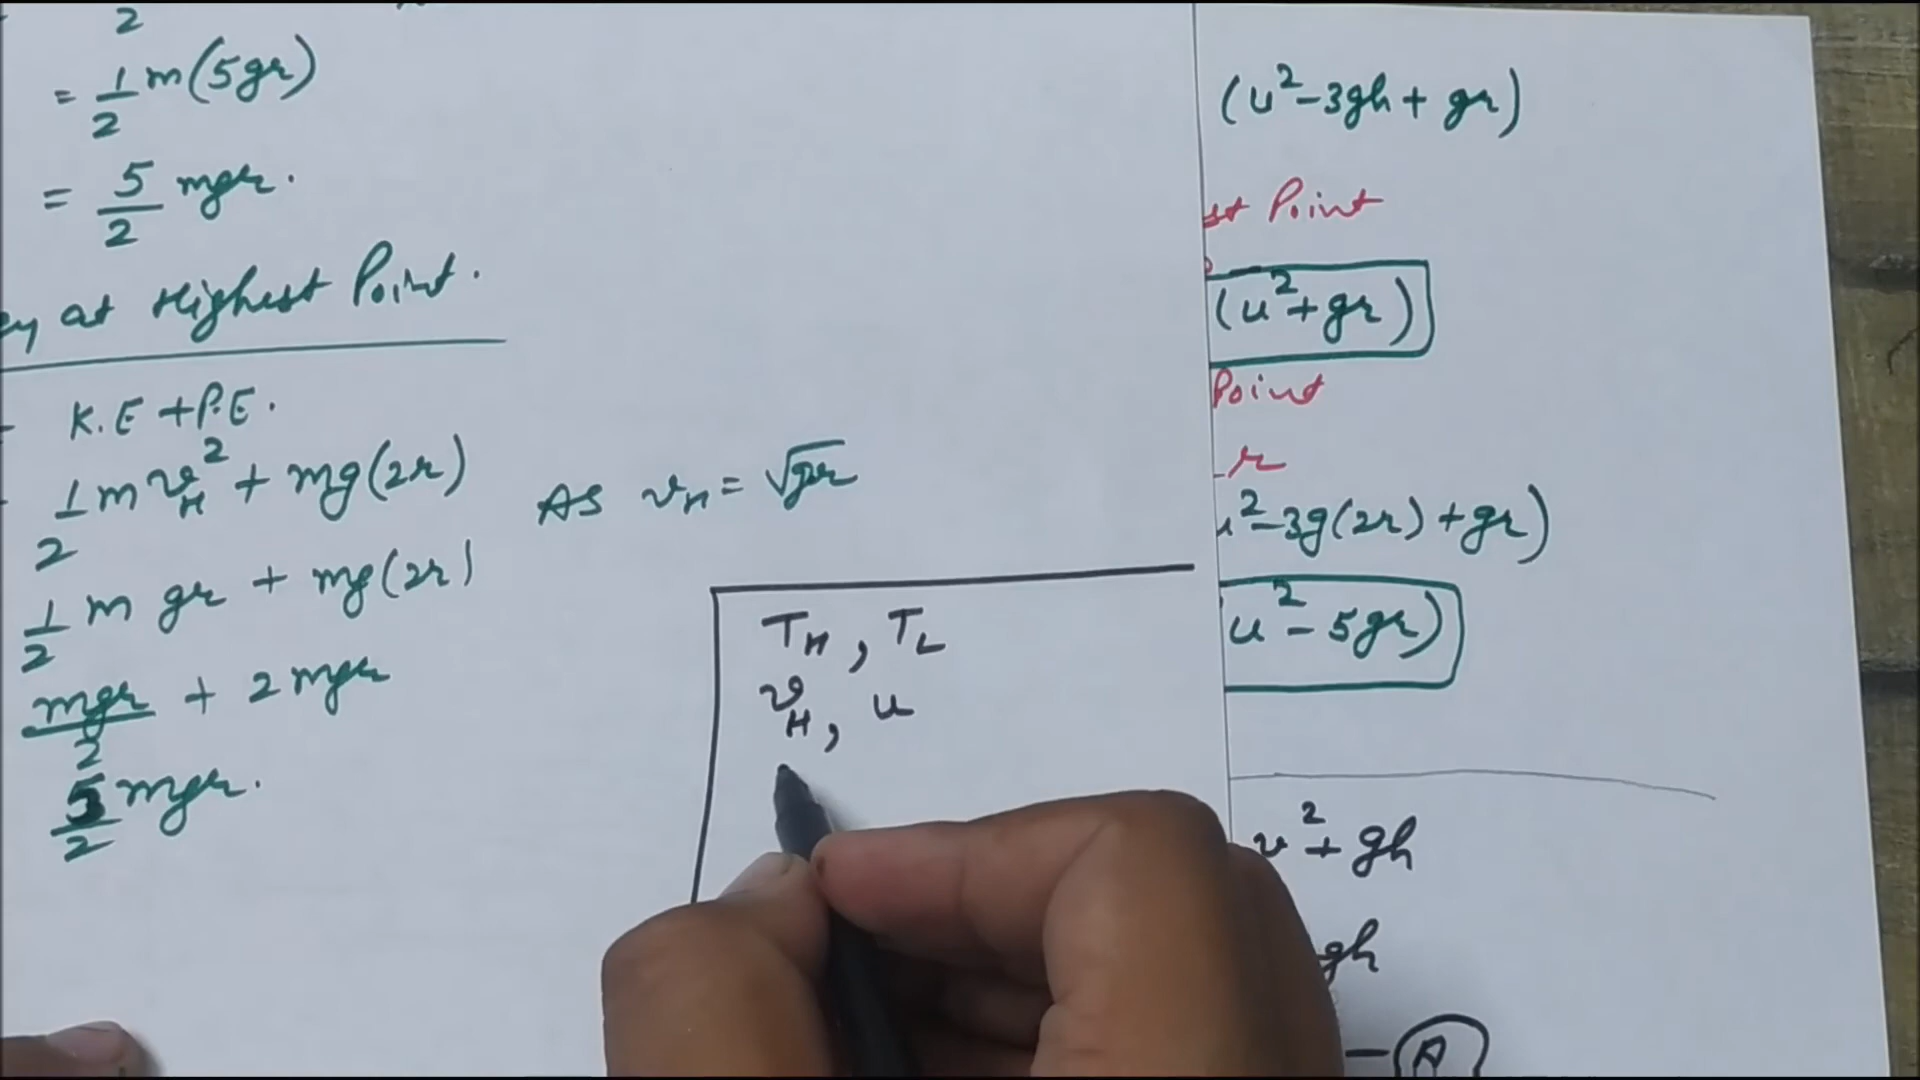 2
= 1/2 m(5gr)
= 5/2 mgr.
at Highest Point.
K.E + P.E.
1/2 m v_H^2 + mg(2r)
AS v_H = √gr
1/2 m gr + mg(2r)
mgr/2 + 2mgr
5/2 mgr.
T_H, T_L
v_H, u
(u^2-3gh + gr)
st Point
(u^2+gr)
Point
r
u^2-3g(2r) + gr)
u^2 - 5gr)
v^2 + gh
gh
— A